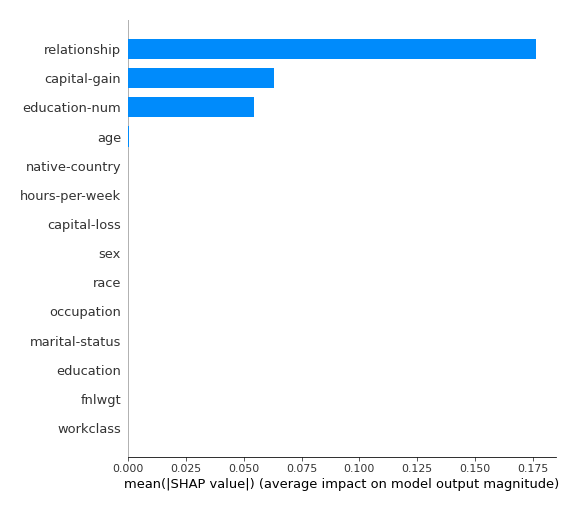 relationship
capital-gain
education-num
age
native-country
hours-per-week
capital-loss
sex
race
occupation
marital-status
education
fnlwgt
workclass
0.000 0.025 0.050 0.075 0.100 0.125 0.150 0.175
mean(|SHAP value|) (average impact on model output magnitude)